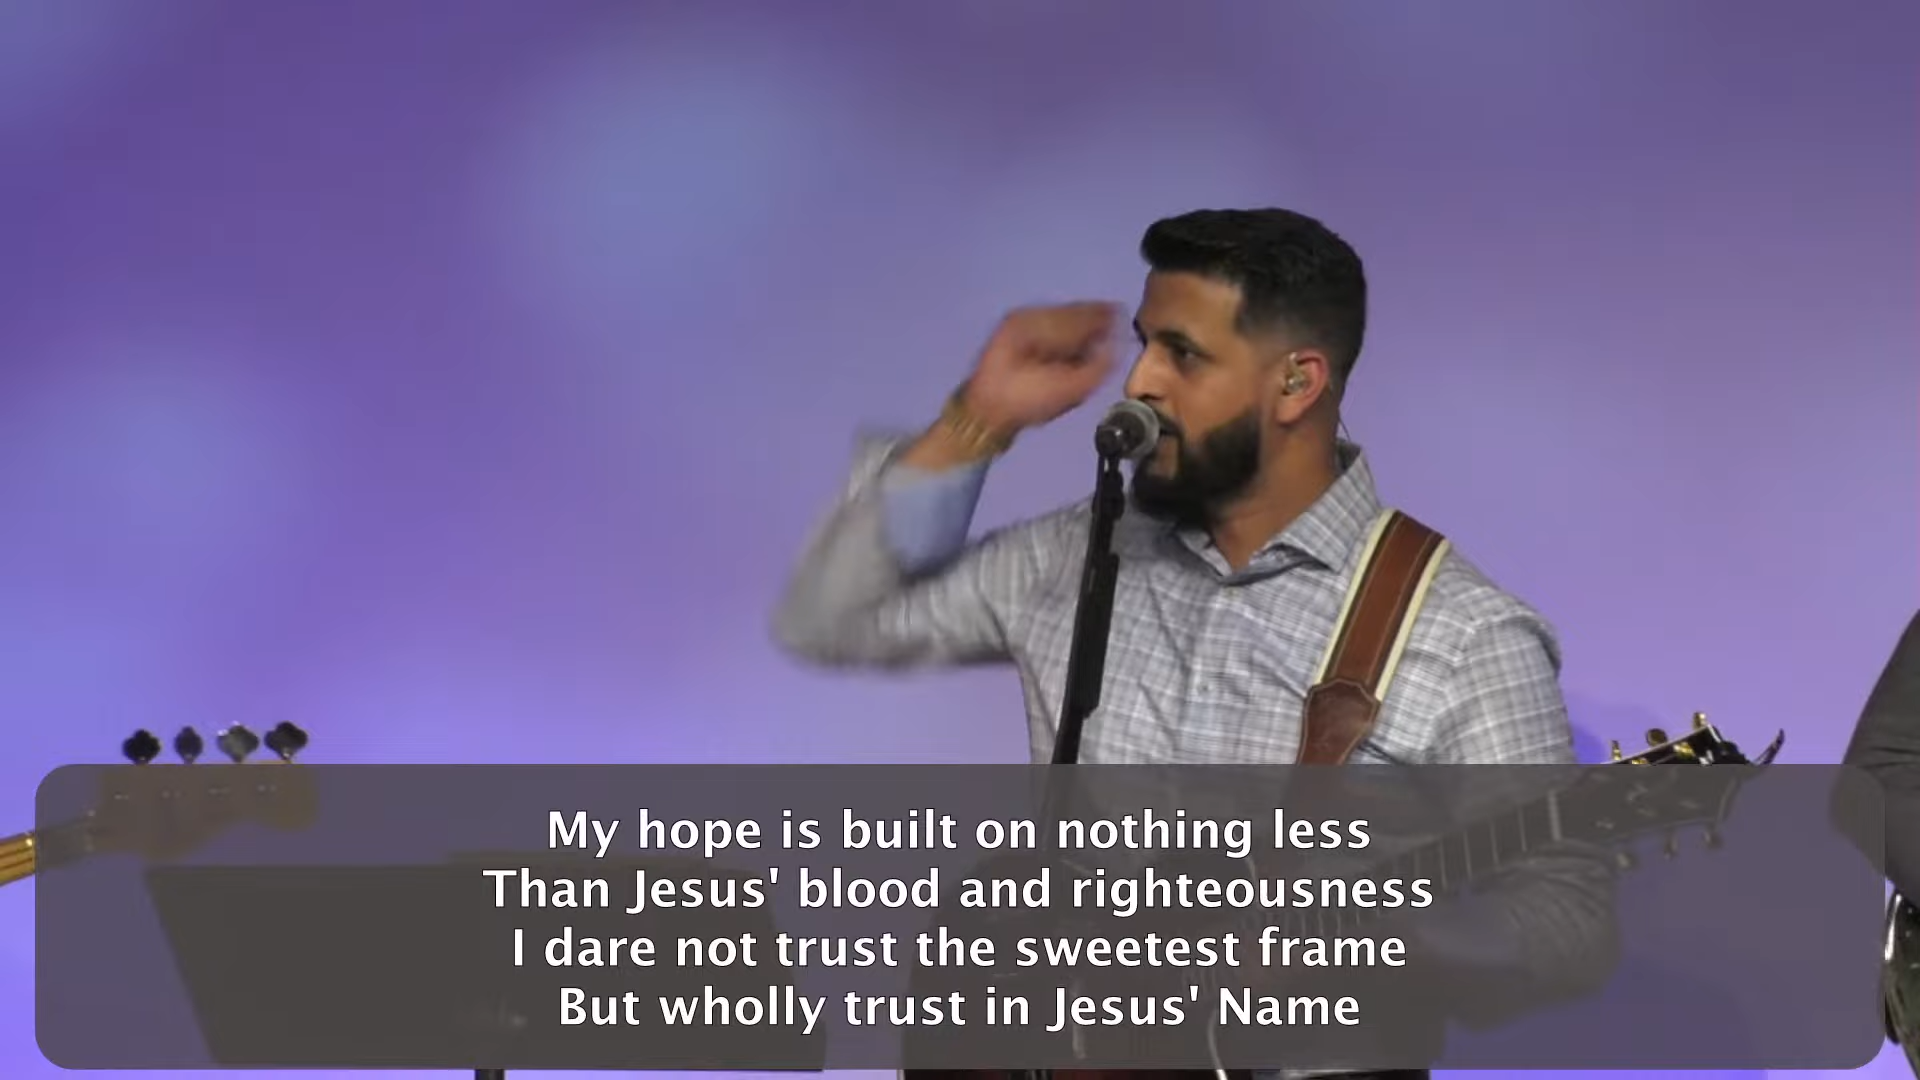 My hope is built on nothing less
Than Jesus' blood and righteousness
I dare not trust the sweetest frame
But wholly trust in Jesus' Name